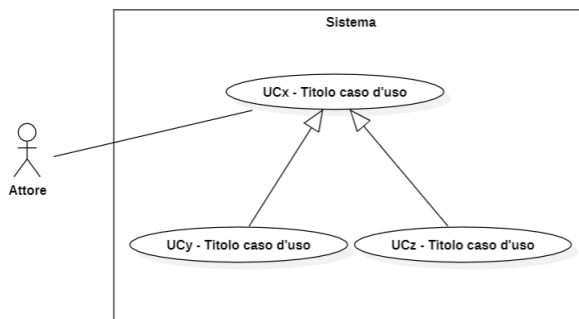 Sistema
UCx - Titolo caso d'uso
Attore
UCy - Titolo caso d'uso
UCz - Titolo caso d'uso